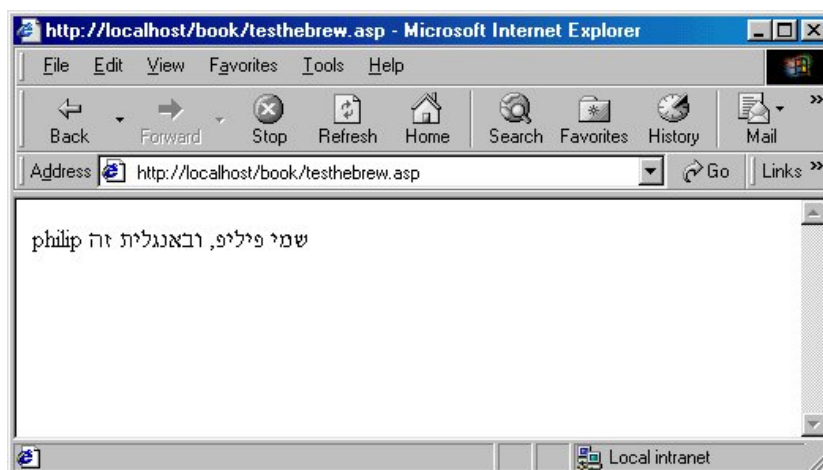 http://localhost/book/testhebrew.asp - Microsoft Internet Explorer
File Edit View Favorites Tools Help
Back Forward Stop Refresh Home Search Favorites History Mail »
Address http://localhost/book/testhebrew.asp Go Links »
שמי פיליפ, ובאנגלית זה philip
Local intranet